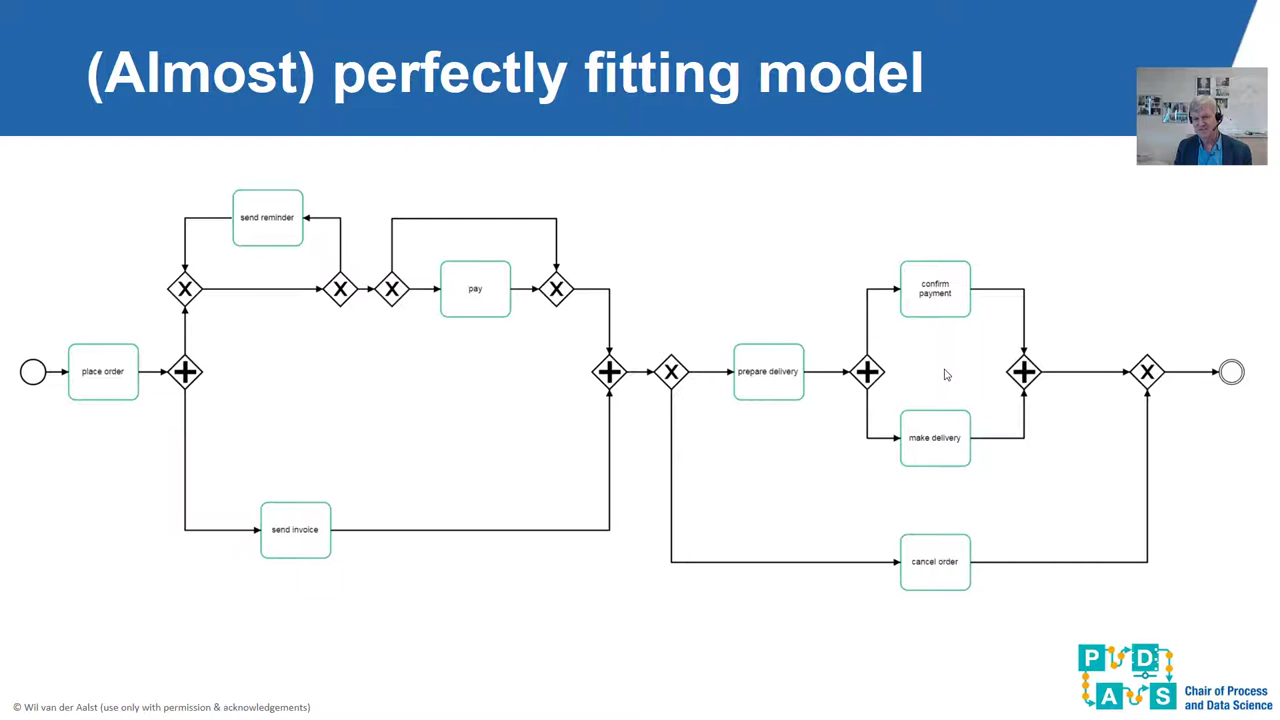 (Almost) perfectly fitting model
send reminder
X
X
X
pay
X
confirm
payment
place order
+
+
X
prepare delivery
+
+
X
make delivery
send invoice
cancel order
P D
A S
Chair of Process
and Data Science
© Wil van der Aalst (use only with permission & acknowledgements)